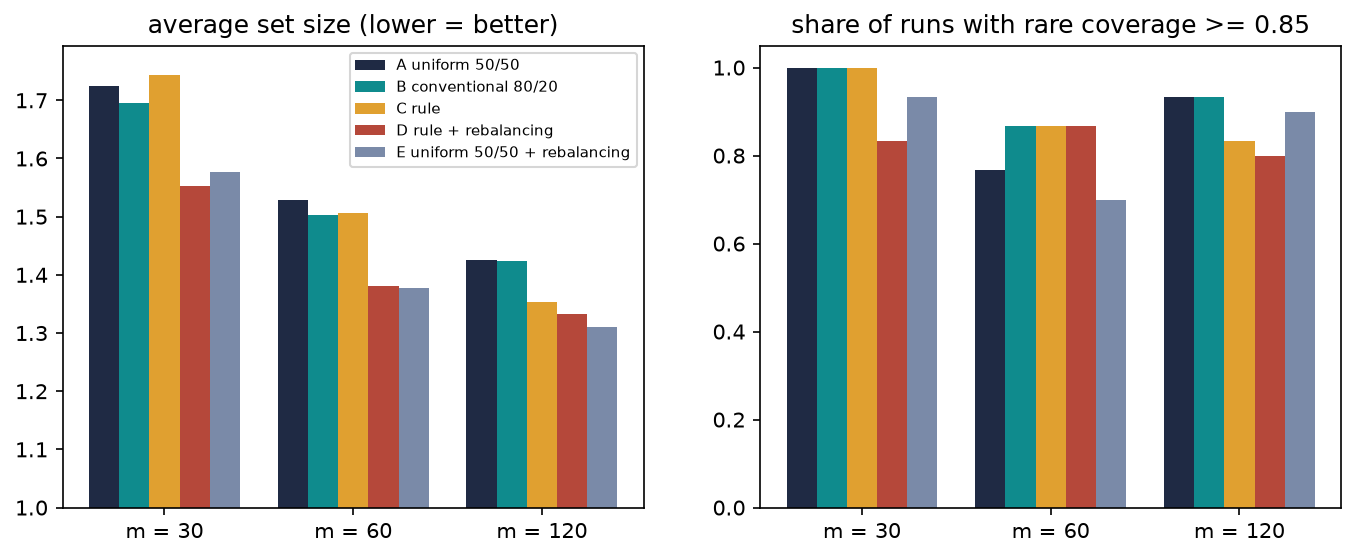 average set size (lower = better)
1.7
1.6
1.5
1.4
1.3
1.2
1.1
1.0
A uniform 50/50
B conventional 80/20
C rule
D rule + rebalancing
E uniform 50/50 + rebalancing
m = 30
m = 60
m = 120
share of runs with rare coverage >= 0.85
1.0
0.8
0.6
0.4
0.2
0.0
m = 30
m = 60
m = 120